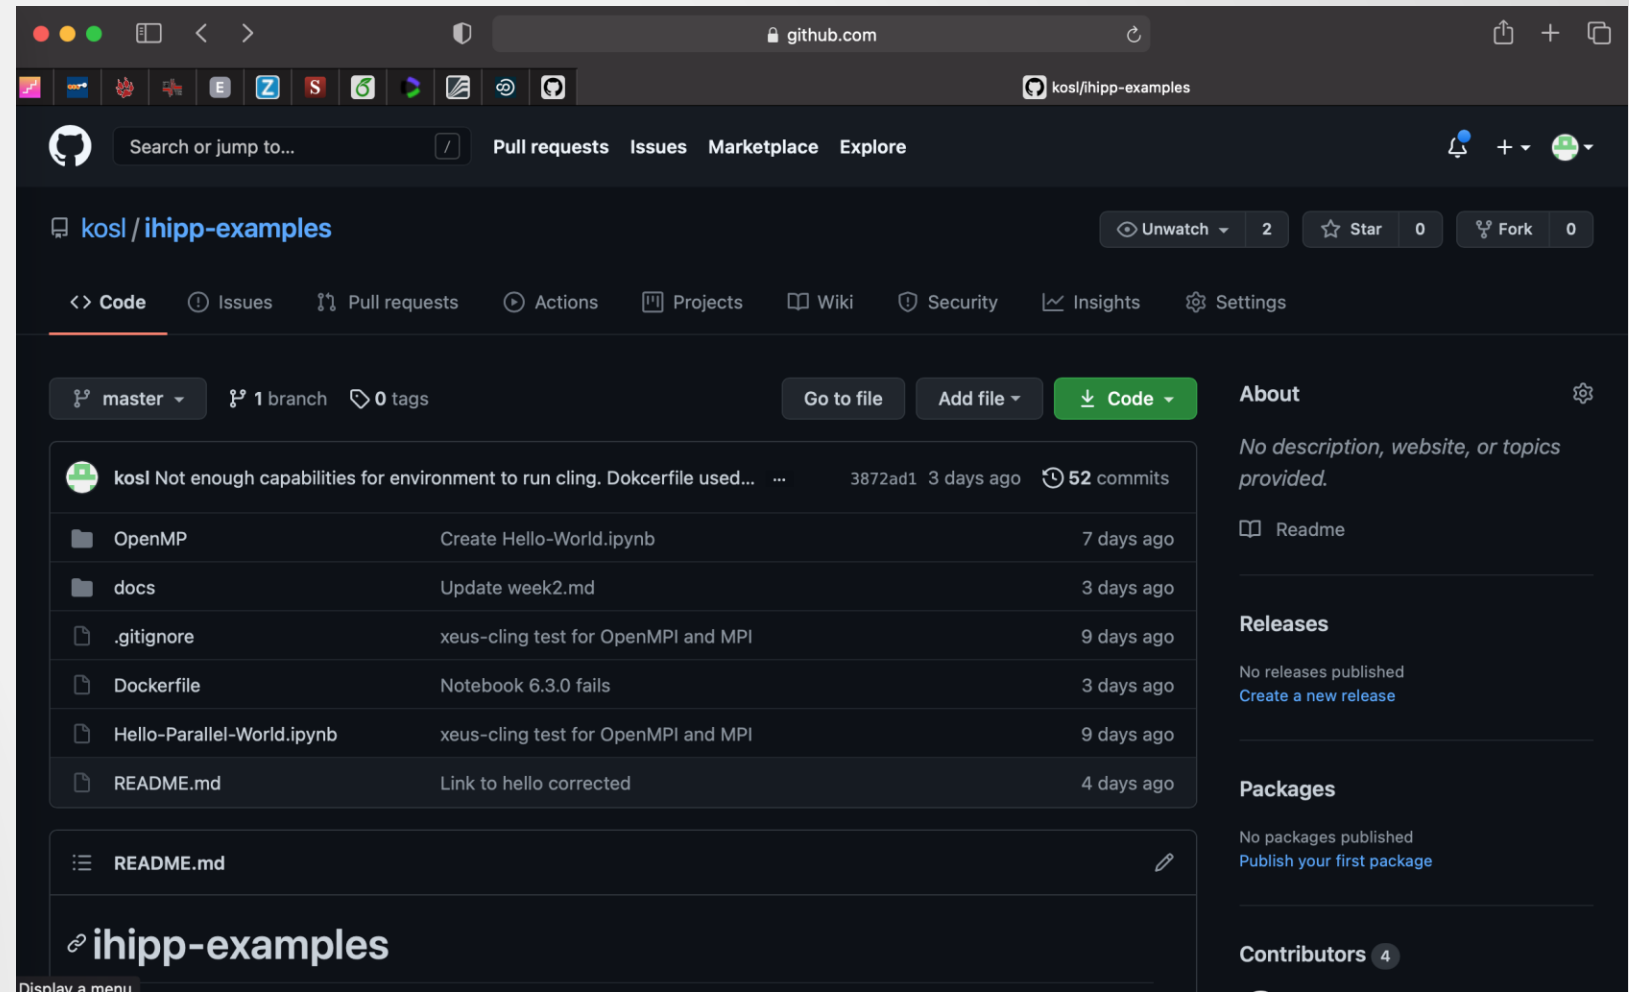 github.com
E Z S 6
kosl/ihipp-examples
Search or jump to... / Pull requests Issues Marketplace Explore
kosl / ihipp-examples
Unwatch 2 Star 0 Fork 0
Code Issues Pull requests Actions Projects Wiki Security Insights Settings
master 1 branch 0 tags Go to file Add file Code
kosl Not enough capabilities for environment to run cling. Dokcerfile used... ... 3872ad1 3 days ago 52 commits
OpenMP Create Hello-World.ipynb 7 days ago
docs Update week2.md 3 days ago
.gitignore xeus-cling test for OpenMPI and MPI 9 days ago
Dockerfile Notebook 6.3.0 fails 3 days ago
Hello-Parallel-World.ipynb xeus-cling test for OpenMPI and MPI 9 days ago
README.md Link to hello corrected 4 days ago
README.md
ihipp-examples
Display a menu
About
No description, website, or topics
provided.
Readme
Releases
No releases published
Create a new release
Packages
No packages published
Publish your first package
Contributors 4